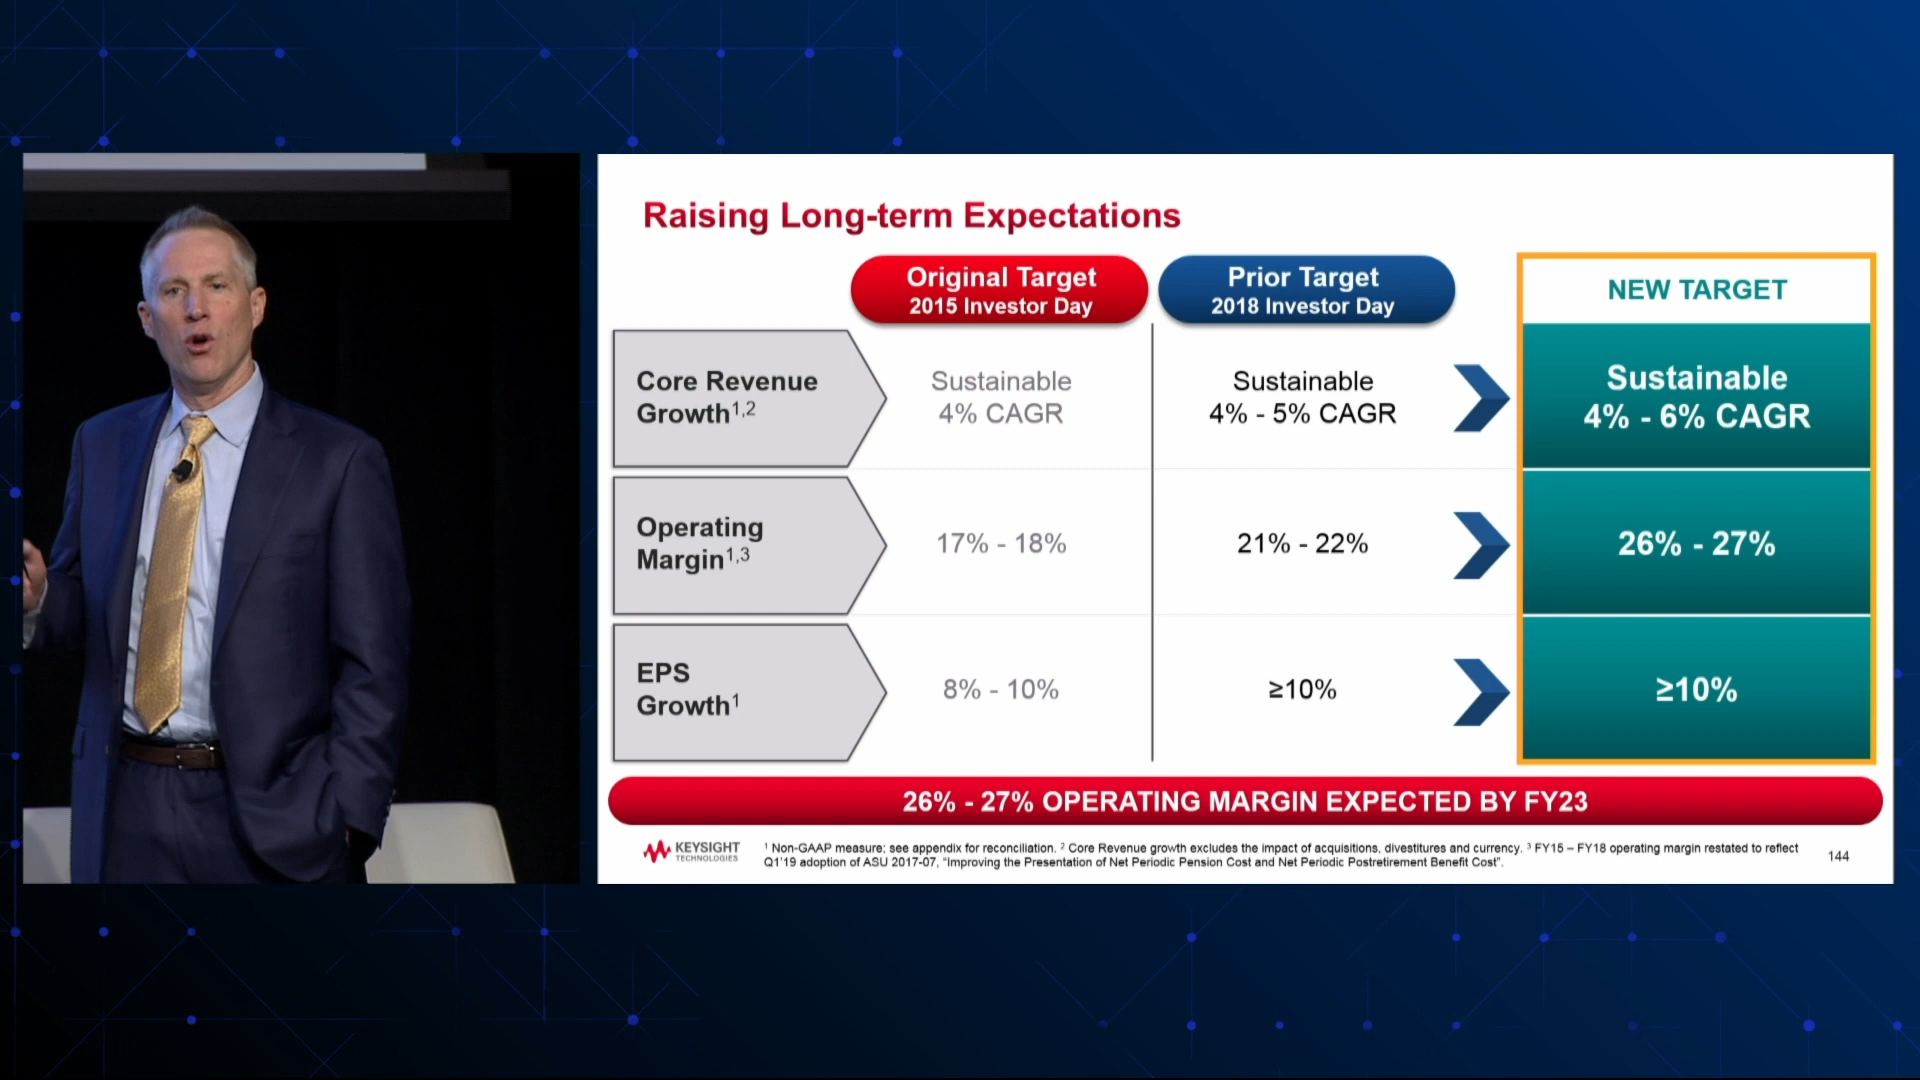 Raising Long-term Expectations
Original Target
2015 Investor Day
Prior Target
2018 Investor Day
NEW TARGET
Core Revenue
Growth1,2
Sustainable
4% CAGR
Sustainable
4% - 5% CAGR
Sustainable
4% - 6% CAGR
Operating
Margin1,3
17% - 18%
21% - 22%
26% - 27%
EPS
Growth1
8% - 10%
≥10%
≥10%
26% - 27% OPERATING MARGIN EXPECTED BY FY23
KEYSIGHT
TECHNOLOGIES
1 Non-GAAP measure; see appendix for reconciliation. 2 Core Revenue growth excludes the impact of acquisitions, divestitures and currency. 3 FY15 – FY18 operating margin restated to reflect
Q1'19 adoption of ASU 2017-07, “Improving the Presentation of Net Periodic Pension Cost and Net Periodic Postretirement Benefit Cost”.
144